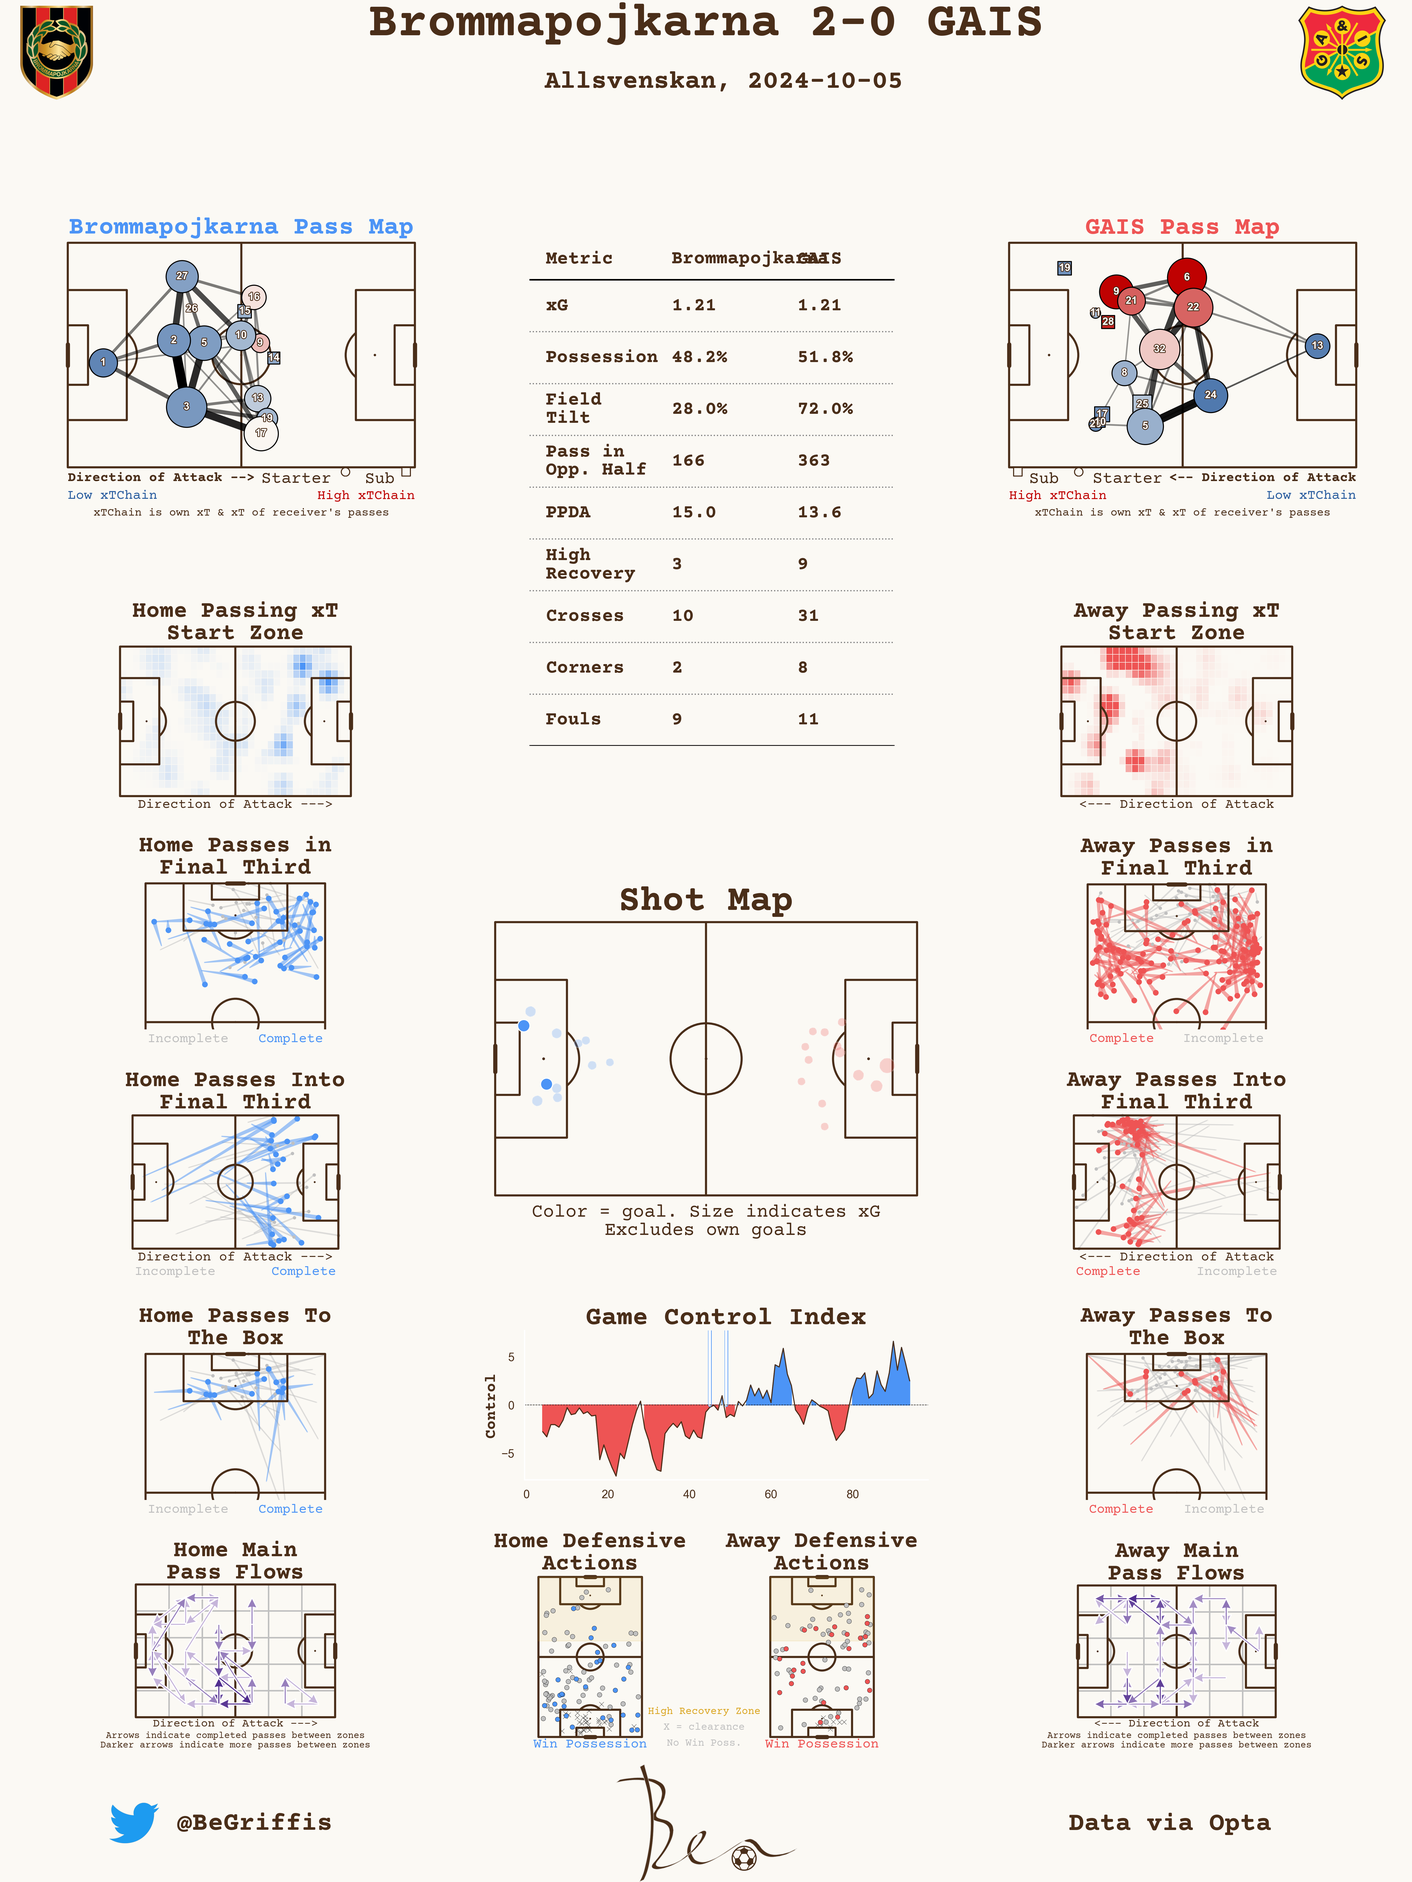 Brommapojkarna 2-0 GAIS
Allsvenskan, 2024-10-05
BROMMAPOJKARNA
G A & I S
Brommapojkarna Pass Map
27
16
26
15
2
5
10
9
14
1
3
13
19
17
Direction of Attack --> Starter Sub
Low xTChain High xTChain
xTChain is own xT & xT of receiver's passes
Metric Brommapojkarna GAIS
xG 1.21 1.21
Possession 48.2% 51.8%
Field
Tilt 28.0% 72.0%
Pass in
Opp. Half 166 363
PPDA 15.0 13.6
High
Recovery 3 9
Crosses 10 31
Corners 2 8
Fouls 9 11
GAIS Pass Map
19
6
9
21
22
11
28
32
13
8
24
25
17
10
5
Sub Starter <-- Direction of Attack
High xTChain Low xTChain
xTChain is own xT & xT of receiver's passes
Home Passing xT
Start Zone
Direction of Attack --->
Away Passing xT
Start Zone
<--- Direction of Attack
Home Passes in
Final Third
Incomplete Complete
Away Passes in
Final Third
Complete Incomplete
Shot Map
Color = goal. Size indicates xG
Excludes own goals
Home Passes Into
Final Third
Direction of Attack --->
Incomplete Complete
Away Passes Into
Final Third
<--- Direction of Attack
Complete Incomplete
Home Passes To
The Box
Incomplete Complete
Game Control Index
Control
5
0
−5
0 20 40 60 80
Away Passes To
The Box
Complete Incomplete
Home Main
Pass Flows
Direction of Attack --->
Arrows indicate completed passes between zones
Darker arrows indicate more passes between zones
Home Defensive
Actions
Win Possession
High Recovery Zone
X = clearance
No Win Poss.
Away Defensive
Actions
Win Possession
Away Main
Pass Flows
<--- Direction of Attack
Arrows indicate completed passes between zones
Darker arrows indicate more passes between zones
@BeGriffis
Ben
Data via Opta